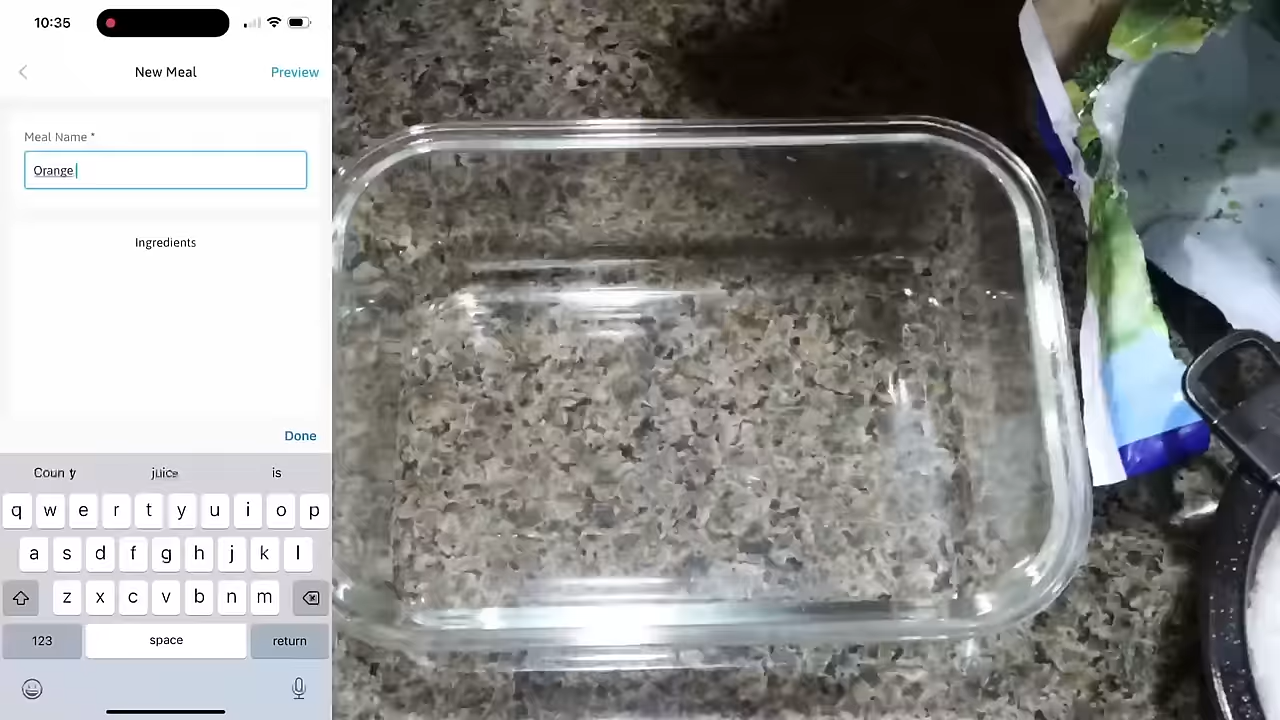 10:35
New Meal
Preview
Meal Name *
Orange
Ingredients
Done
juice
is
q w e r t y u i o p
a s d f g h j k l
z x c v b n m
123
space
return